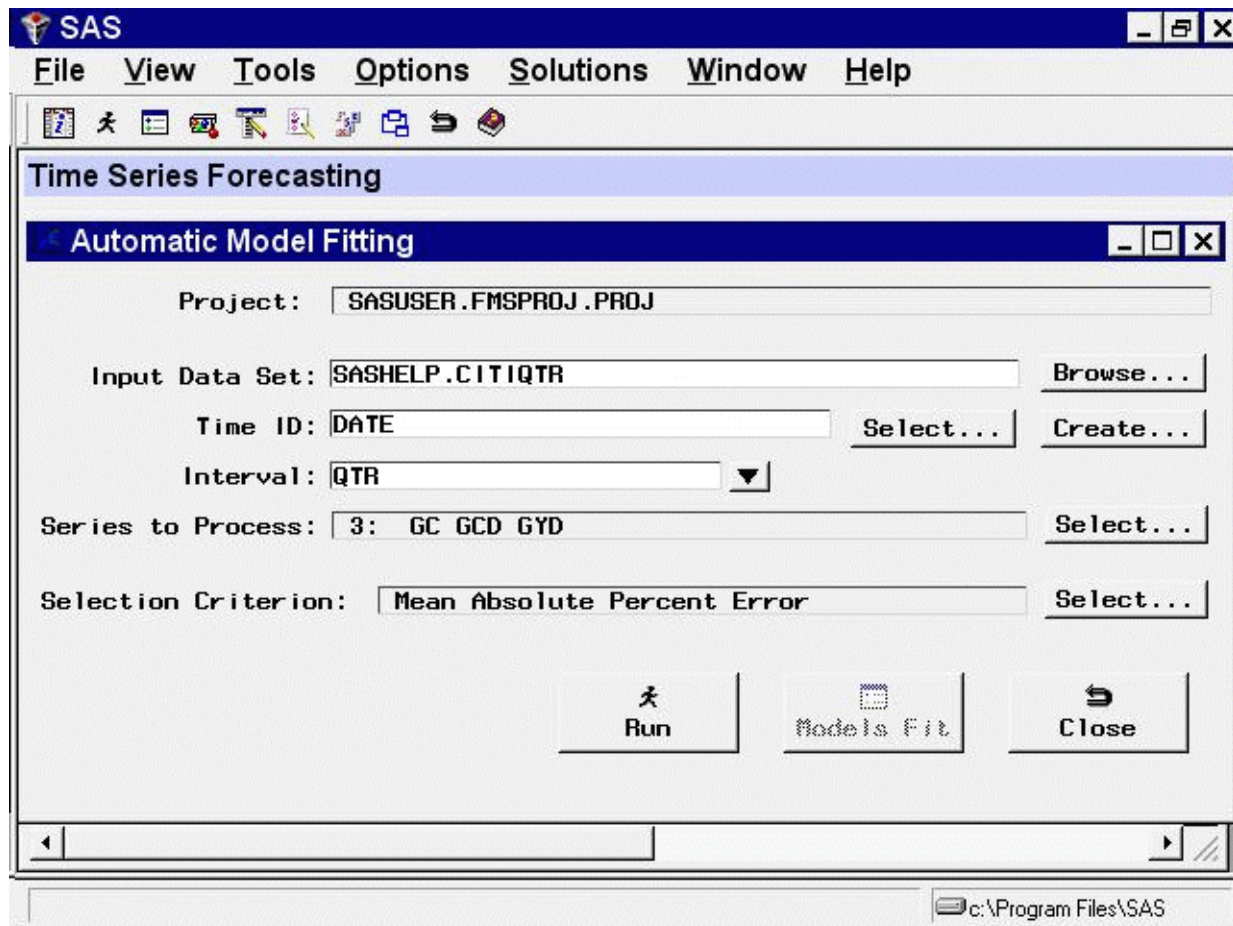 SAS
File View Tools Options Solutions Window Help
Time Series Forecasting
Automatic Model Fitting
Project: SASUSER.FMSPROJ.PROJ
Input Data Set: SASHELP.CITIQTR Browse...
Time ID: DATE Select... Create...
Interval: QTR
Series to Process: 3: GC GCD GYD Select...
Selection Criterion: Mean Absolute Percent Error Select...
Run Models Fit Close
c:\Program Files\SAS